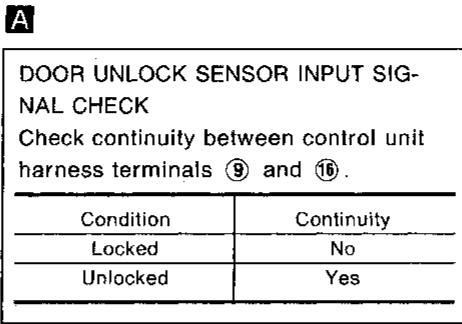 A
DOOR UNLOCK SENSOR INPUT SIG-
NAL CHECK
Check continuity between control unit
harness terminals ⑨ and ⑯.
Condition Continuity
Locked No
Unlocked Yes